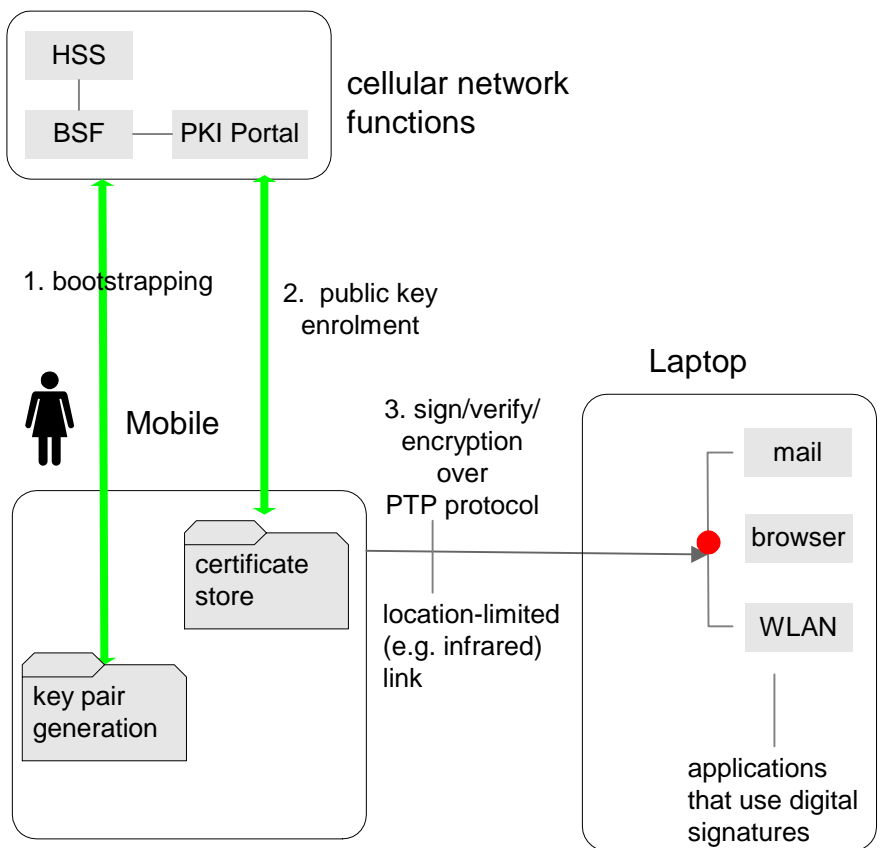 HSS
BSF
PKI Portal
cellular network
functions
1. bootstrapping
2. public key
enrolment
Mobile
3. sign/verify/
encryption
over
PTP protocol
Laptop
mail
browser
WLAN
certificate
store
location-limited
(e.g. infrared)
link
key pair
generation
applications
that use digital
signatures